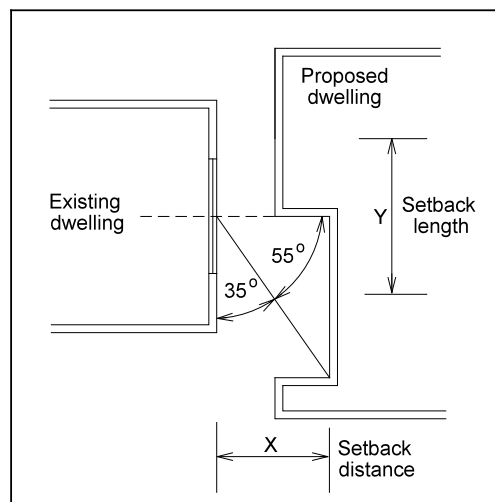 Proposed
dwelling
Existing
dwelling
Y
Setback
length
55°
35°
X
Setback
distance